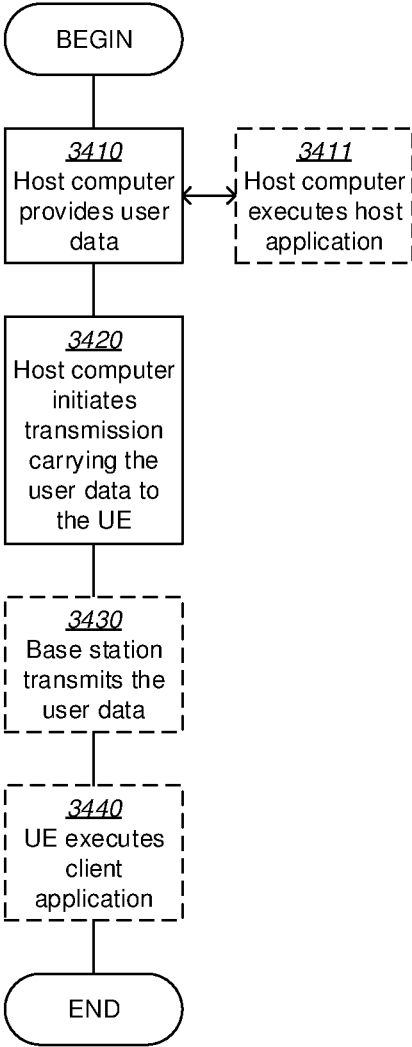 BEGIN
3410
Host computer
provides user
data
3411
Host computer
executes host
application
3420
Host computer
initiates
transmission
carrying the
user data to
the UE
3430
Base station
transmits the
user data
3440
UE executes
client
application
END